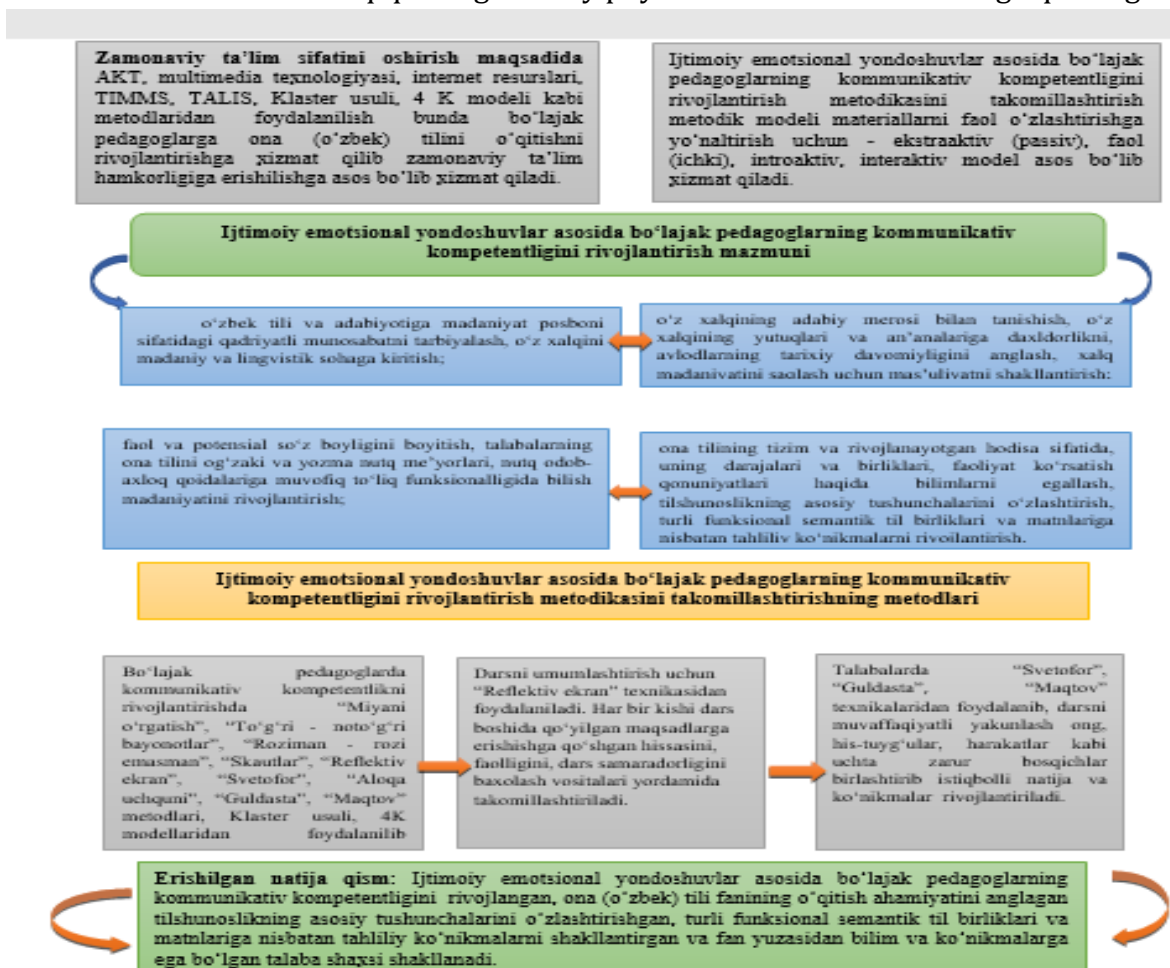 Zamonaviy ta'lim sifatini oshirish maqsadida
AKT, multimedia texnologiyasi, internet resurslari,
TIMMS, TALIS, Klaster usuli, 4 K modeli kabi
metodlaridan foydalanilish bunda bo'lajak
pedagoglarga ona (o'zbek) tilini o'qitishni
rivojlantirishga xizmat qilib zamonaviy ta'lim
hamkorligiga erishilishga asos bo'lib xizmat qiladi.
Ijtimoiy emotsional yondoshuvlar asosida bo'lajak
pedagoglarning kommunikativ kompetentligini
rivojlantirish metodikasini takomillashtirish
metodik modeli materiallarni faol o'zlashtirishga
yo'naltirish uchun - ekstraaktiv (passiv), faol
(ichki), introaktiv, interaktiv model asos bo'lib
xizmat qiladi.
Ijtimoiy emotsional yondoshuvlar asosida bo'lajak pedagoglarning kommunikativ
kompetentligini rivojlantirish mazmuni
o'zbek tili va adabiyotiga madaniyat posboni
sifatidagi qadriyatli munosabatni tarbiyalash, o'z xalqini
madaniy va lingvistik sohaga kiritish;
o'z xalqining adabiy merosi bilan tanishish, o'z
xalqining yutuqlari va an'analariga daxldorlikni,
avlodlarning tarixiy davomiyligini anglash, xalq
madaniyatini saqlash uchun mas'uliyatni shakllantirish;
faol va potensial so'z boyligini boyitish, talabalarning
ona tilini og'zaki va yozma nutq me'yorlari, nutq odob-
axloq qoidalariga muvofiq to'liq funksionalligida bilish
madaniyatini rivojlantirish;
ona tilining tizim va rivojlanayotgan hodisa sifatida,
uning darajalari va birliklari, faoliyat ko'rsatish
qonuniyatlari haqida bilimlarni egallash,
tilshunoslikning asosiy tushunchalarini o'zlashtirish,
turli funksional semantik til birliklari va matnlariga
nisbatan tahliliy ko'nikmalarni rivojlantirish.
Ijtimoiy emotsional yondoshuvlar asosida bo'lajak pedagoglarning kommunikativ
kompetentligini rivojlantirish metodikasini takomillashtirishning metodlari
Bo'lajak pedagoglarda
kommunikativ kompetentlikni
rivojlantirishda "Miyani
o'rgatish", "To'g'ri - noto'g'ri
bayonotlar", "Roziman - rozi
emasman", "Skautlar", "Reflektiv
ekran", "Svetofor", "Aloqa
uchquni", "Guldasta", "Maqtov"
metodlari, Klaster usuli, 4K
modellaridan foydalanilib
Darsni umumlashtirish uchun
"Reflektiv ekran" texnikasidan
foydalaniladi. Har bir kishi dars
boshida qo'yilgan maqsadlarga
erishishga qo'shgan hissasini,
faolligini, dars samaradorligini
baxolash vositalari yordamida
takomillashtiriladi.
Talabalarda "Svetofor",
"Guldasta", "Maqtov"
texnikalaridan foydalanib, darsni
muvaffaqiyatli yakunlash ong,
his-tuyg'ular, harakatlar kabi
uchta zarur bosqichlar
birlashtirib istiqbolli natija va
ko'nikmalar rivojlantiriladi.
Erishilgan natija qism: Ijtimoiy emotsional yondoshuvlar asosida bo'lajak pedagoglarning
kommunikativ kompetentligini rivojlangan, ona (o'zbek) tili fanining o'qitish ahamiyatini anglagan
tilshunoslikning asosiy tushunchalarini o'zlashtirishgan, turli funksional semantik til birliklari va
matnlariga nisbatan tahliliy ko'nikmalarni shakllantirgan va fan yuzasidan bilim va ko'nikmalarga
ega bo'lgan talaba shaxsi shakllanadi.